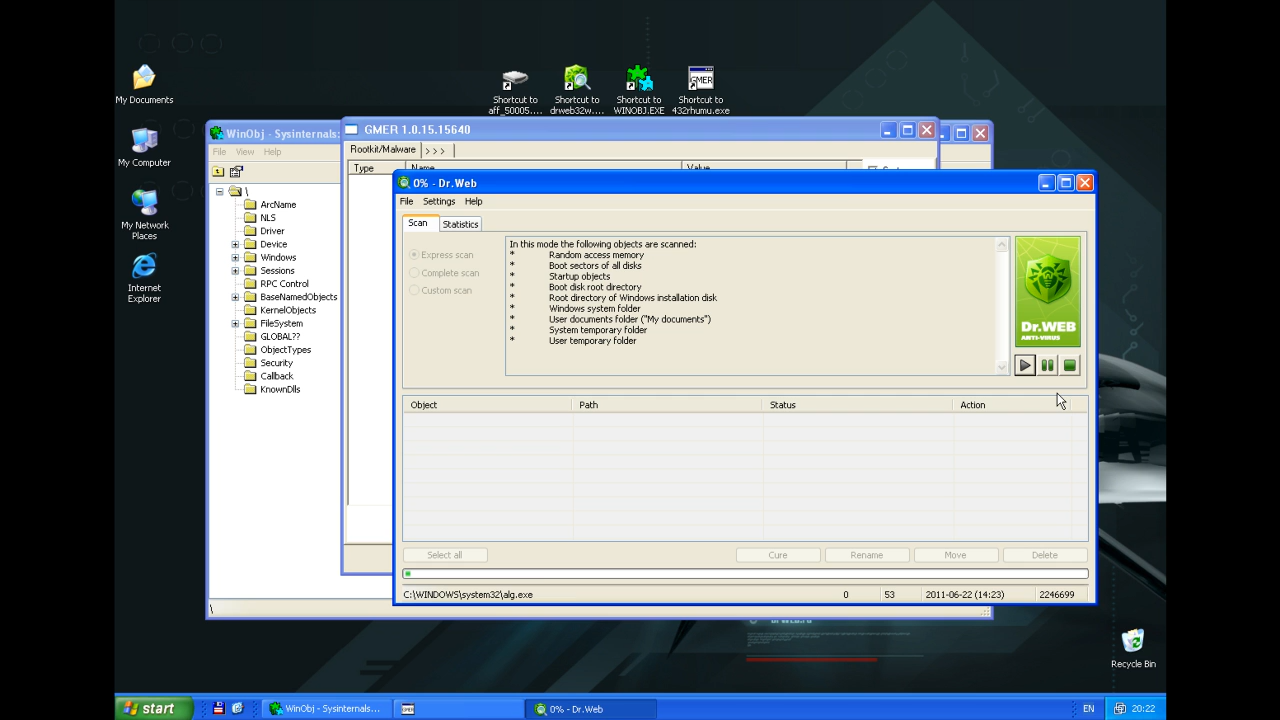 My Documents
My Computer
My Network
Places
Internet
Explorer
Shortcut to
aff_50005....
Shortcut to
drweb32w....
Shortcut to
WINOBJ.EXE
GMER
Shortcut to
432rhumu.exe
WinObj - Sysinternals:
File View Help
\
ArcName
NLS
Driver
Device
Windows
Sessions
RPC Control
BaseNamedObjects
KernelObjects
FileSystem
GLOBAL??
ObjectTypes
Security
Callback
KnownDlls
\
GMER 1.0.15.15640
Rootkit/Malware > > >
Type Name Value
0% - Dr.Web
File Settings Help
Scan Statistics
Express scan
Complete scan
Custom scan
In this mode the following objects are scanned:
* Random access memory
* Boot sectors of all disks
* Startup objects
* Boot disk root directory
* Root directory of Windows installation disk
* Windows system folder
* User documents folder ("My documents")
* System temporary folder
* User temporary folder
Dr.WEB
ANTI-VIRUS
Object Path Status Action
Select all Cure Rename Move Delete
C:\WINDOWS\system32\alg.exe 0 53 2011-06-22 (14:23) 2246699
Recycle Bin
start WinObj - Sysinternals... GMER 0% - Dr.Web EN 20:22